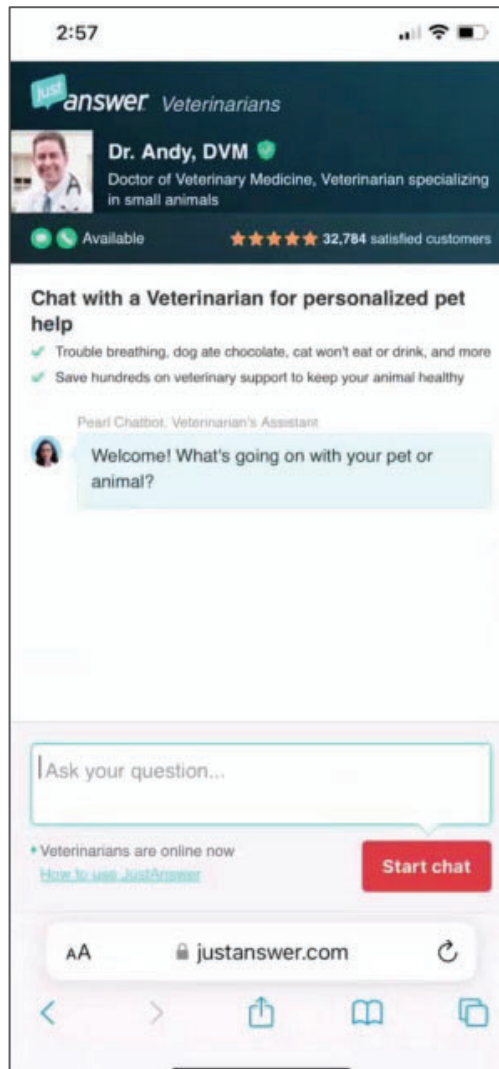 2:57
just answer Veterinarians
Dr. Andy, DVM
Doctor of Veterinary Medicine, Veterinarian specializing
in small animals
Available 32,784 satisfied customers
Chat with a Veterinarian for personalized pet
help
Trouble breathing, dog ate chocolate, cat won't eat or drink, and more
Save hundreds on veterinary support to keep your animal healthy
Pearl Chatbot, Veterinarian's Assistant
Welcome! What's going on with your pet or
animal?
Ask your question...
Veterinarians are online now
How to use JustAnswer
Start chat
AA justanswer.com